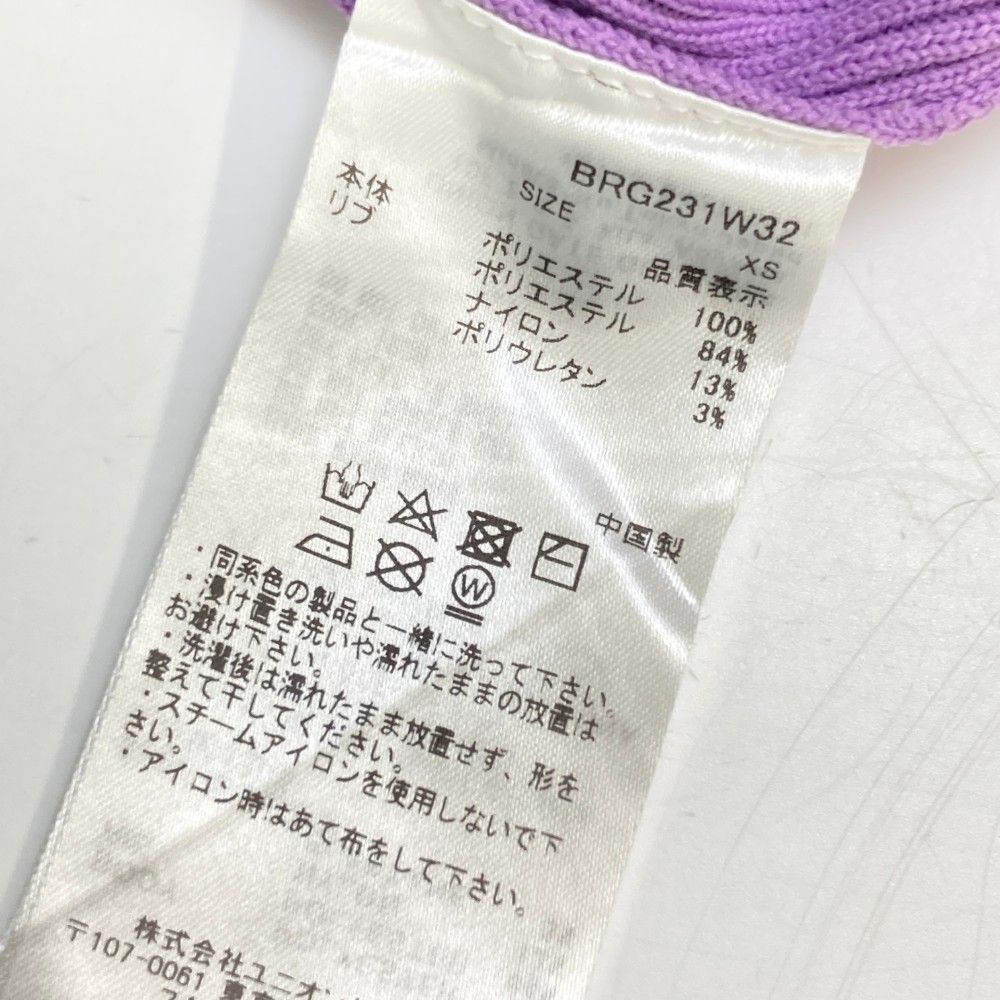 BRG231W32
SIZE XS
品質表示
本体 ポリエステル 100%
リブ ポリエステル 84%
ナイロン 13%
ポリウレタン 3%
中国製
W
・同系色の製品と一緒に洗って下さい。
・浸け置き洗いや濡れたままの放置は
お避け下さい。
・洗濯後は濡れたまま放置せず、形を
整えて干してください。
・スチームアイロンを使用しないで下
さい。
・アイロン時はあて布をして下さい。
株式会社ユニオン
〒107-0061